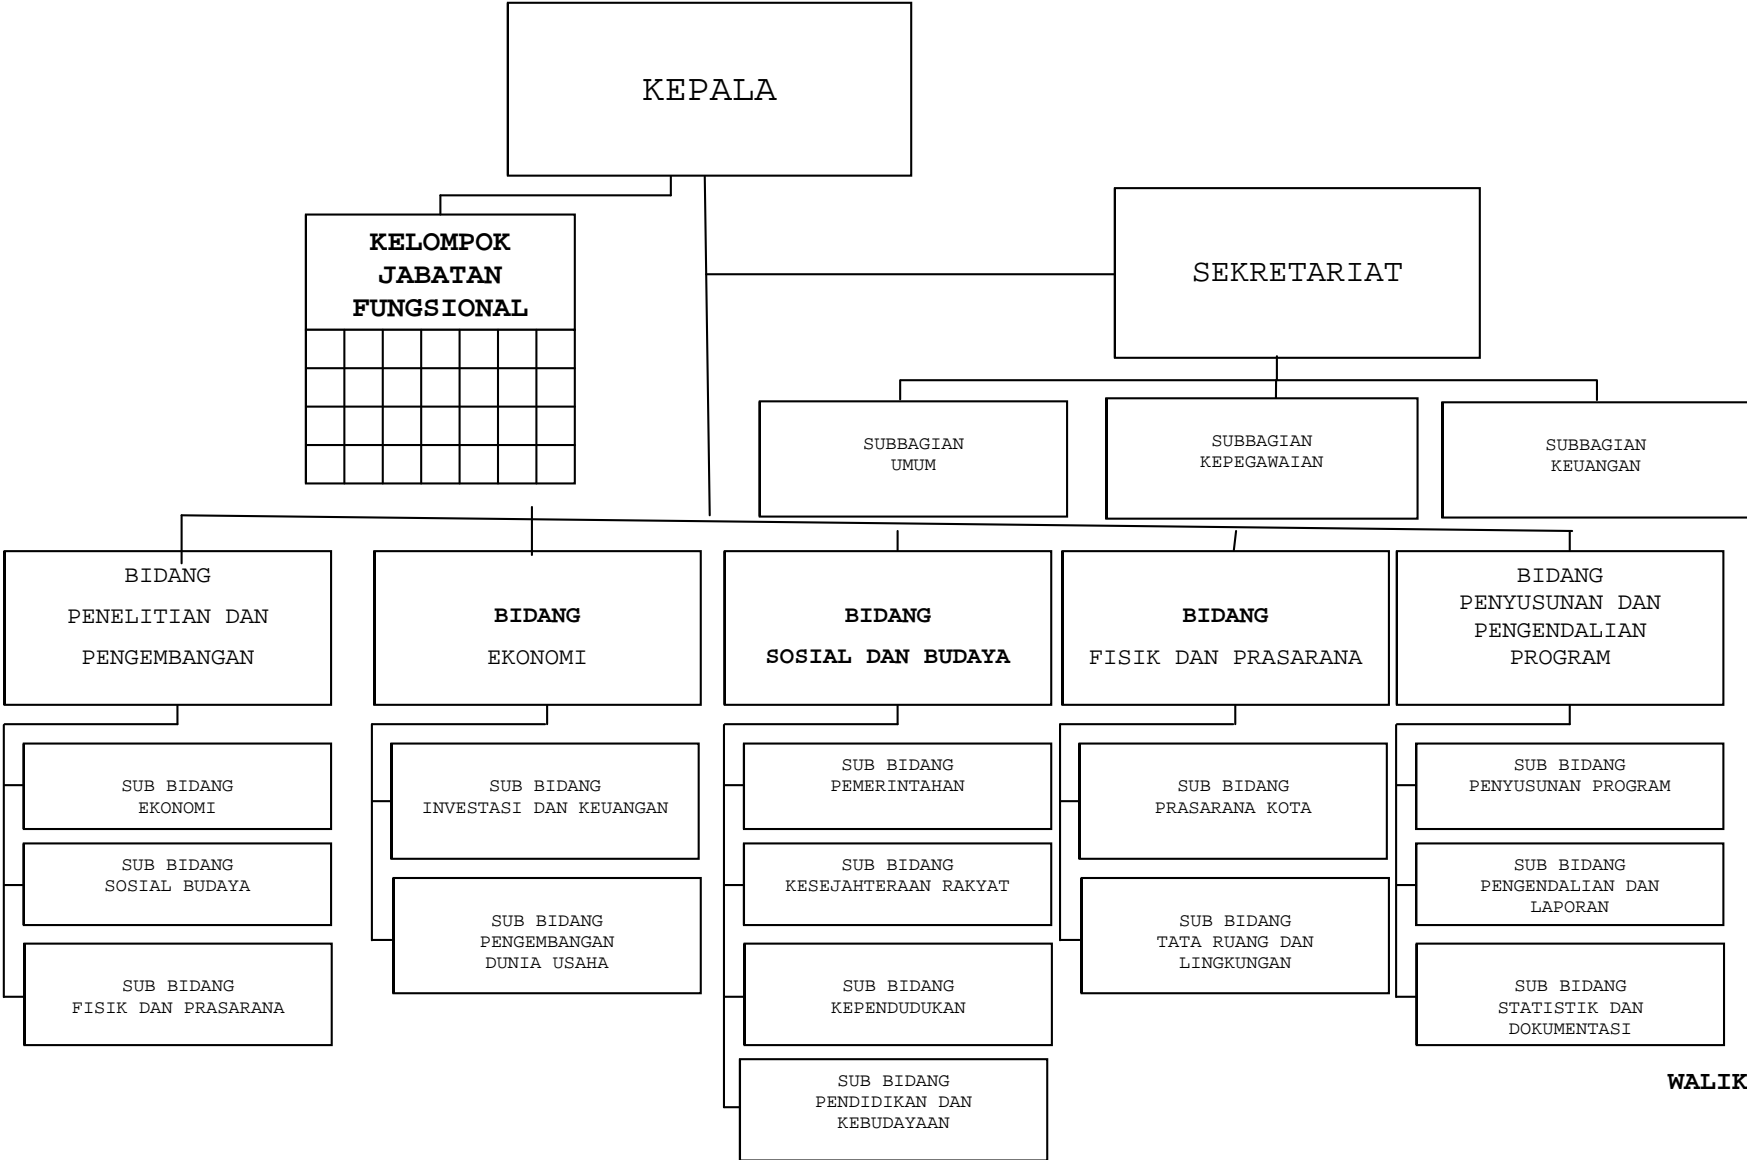 KEPALA
KELOMPOK
JABATAN
FUNGSIONAL
SEKRETARIAT
SUBBAGIAN
UMUM
SUBBAGIAN
KEPEGAWAIAN
SUBBAGIAN
KEUANGAN
BIDANG
PENELITIAN DAN
PENGEMBANGAN
BIDANG
EKONOMI
BIDANG
SOSIAL DAN BUDAYA
BIDANG
FISIK DAN PRASARANA
BIDANG
PENYUSUNAN DAN
PENGENDALIAN
PROGRAM
SUB BIDANG
EKONOMI
SUB BIDANG
SOSIAL BUDAYA
SUB BIDANG
FISIK DAN PRASARANA
SUB BIDANG
INVESTASI DAN KEUANGAN
SUB BIDANG
PENGEMBANGAN
DUNIA USAHA
SUB BIDANG
PEMERINTAHAN
SUB BIDANG
KESEJAHTERAAN RAKYAT
SUB BIDANG
KEPENDUDUKAN
SUB BIDANG
PENDIDIKAN DAN
KEBUDAYAAN
SUB BIDANG
PRASARANA KOTA
SUB BIDANG
TATA RUANG DAN
LINGKUNGAN
SUB BIDANG
PENYUSUNAN PROGRAM
SUB BIDANG
PENGENDALIAN DAN
LAPORAN
SUB BIDANG
STATISTIK DAN
DOKUMENTASI
WALIK